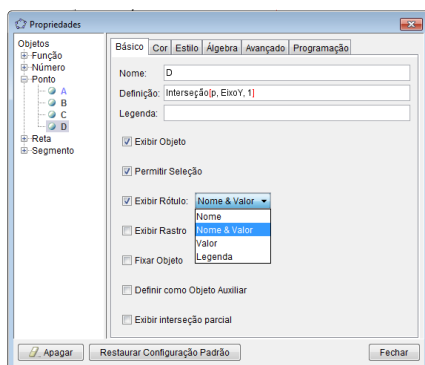 Propriedades
Objetos
Função
Número
Ponto
A
B
C
D
Reta
Segmento
Básico Cor Estilo Álgebra Avançado Programação
Nome: D
Definição: Interseção[p, EixoY, 1]
Legenda:
Exibir Objeto
Permitir Seleção
Exibir Rótulo: Nome & Valor
Nome
Nome & Valor
Valor
Legenda
Exibir Rastro
Fixar Objeto
Definir como Objeto Auxiliar
Exibir interseção parcial
Apagar Restaurar Configuração Padrão Fechar